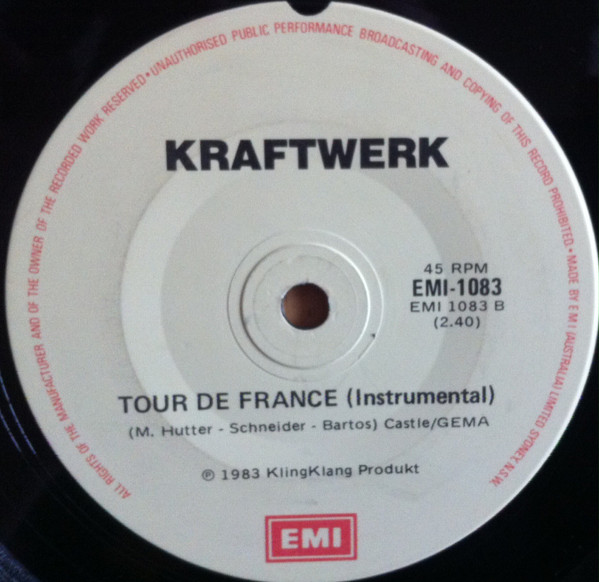 ALL RIGHTS OF THE MANUFACTURER AND OF THE OWNER OF THE RECORDED WORK RESERVED • UNAUTHORISED PUBLIC PERFORMANCE BROADCASTING AND COPYING OF THIS RECORD PROHIBITED • MADE BY E M I (AUSTRALIA) LIMITED SYDNEY, N.S.W.
KRAFTWERK
45 RPM
EMI-1083
EMI 1083 B
(2.40)
TOUR DE FRANCE (Instrumental)
(M. Hutter - Schneider - Bartos) Castle/GEMA
℗ 1983 KlingKlang Produkt
EMI